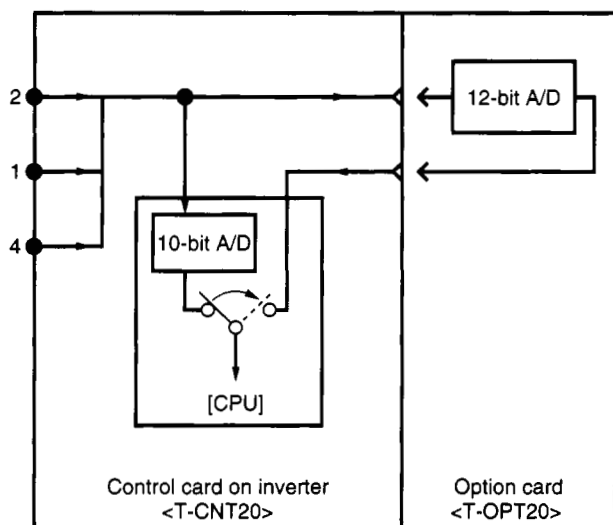 2
12-bit A/D
1
10-bit A/D
4
[CPU]
Control card on inverter
<T-CNT20>
Option card
<T-OPT20>